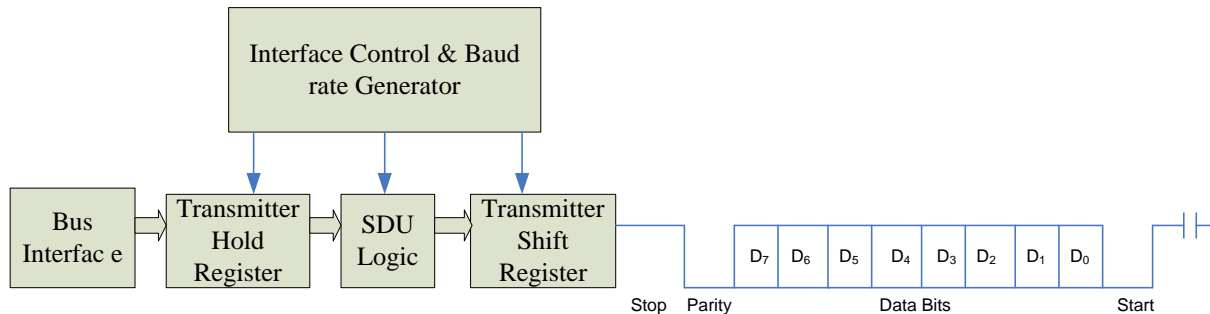 Interface Control & Baud
rate Generator
Bus
Interfac e
Transmitter
Hold
Register
SDU
Logic
Transmitter
Shift
Register
D7 D6 D5 D4 D3 D2 D1 D0
Stop Parity Data Bits Start